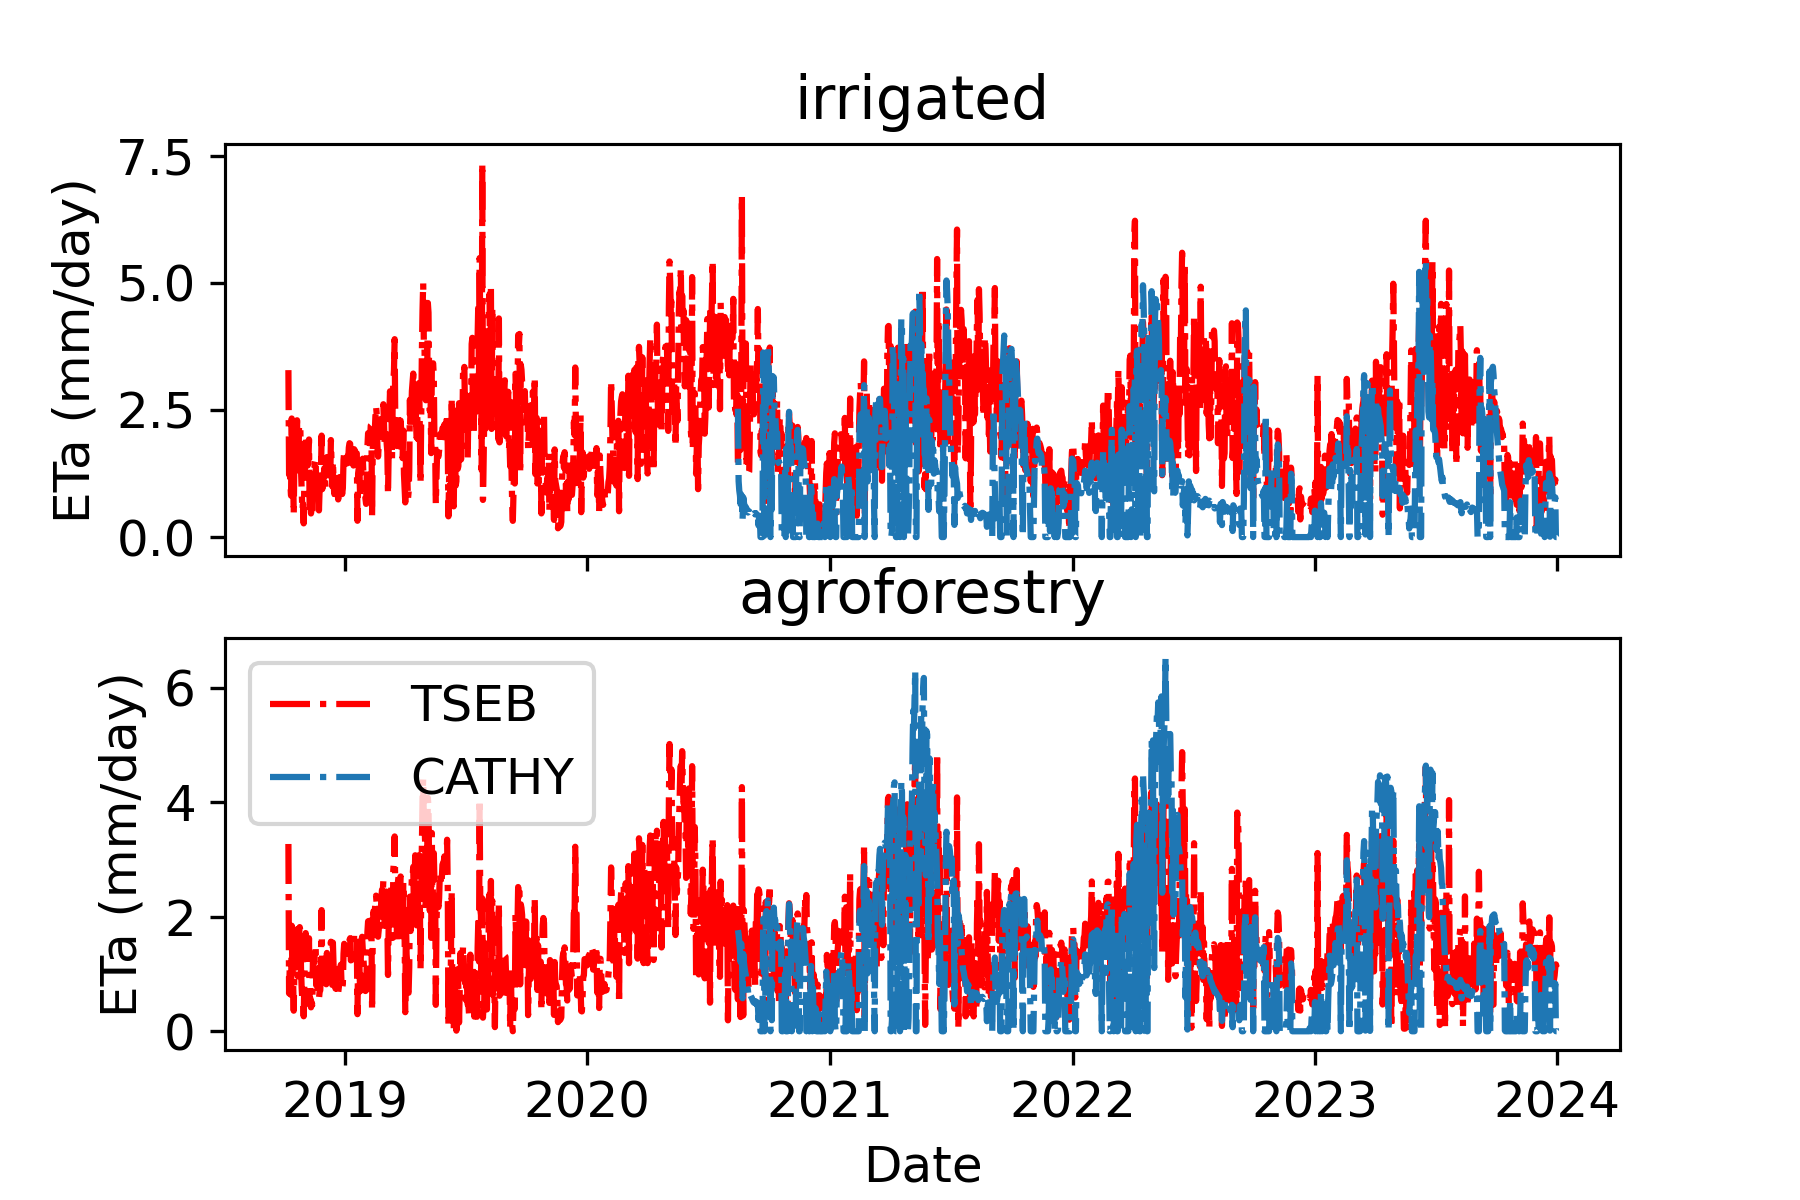 irrigated
7.5
5.0
2.5
0.0
ETa (mm/day)
agroforestry
TSEB
CATHY
6
4
2
0
ETa (mm/day)
2019 2020 2021 2022 2023 2024
Date